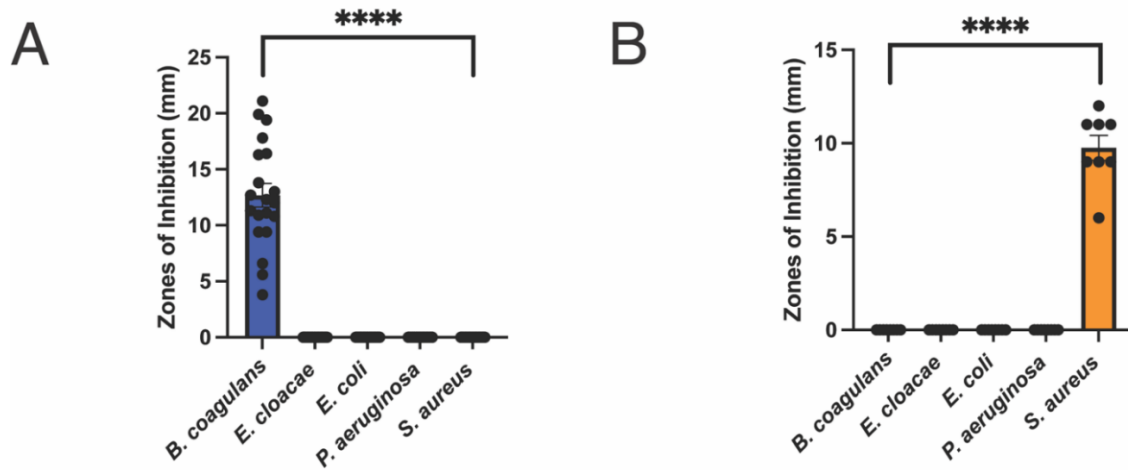 A
Zones of Inhibition (mm)
25
20
15
10
5
0
****
B. coagulans
E. cloacae
E. coli
P. aeruginosa
S. aureus
B
Zones of Inhibition (mm)
15
10
5
0
****
B. coagulans
E. cloacae
E. coli
P. aeruginosa
S. aureus